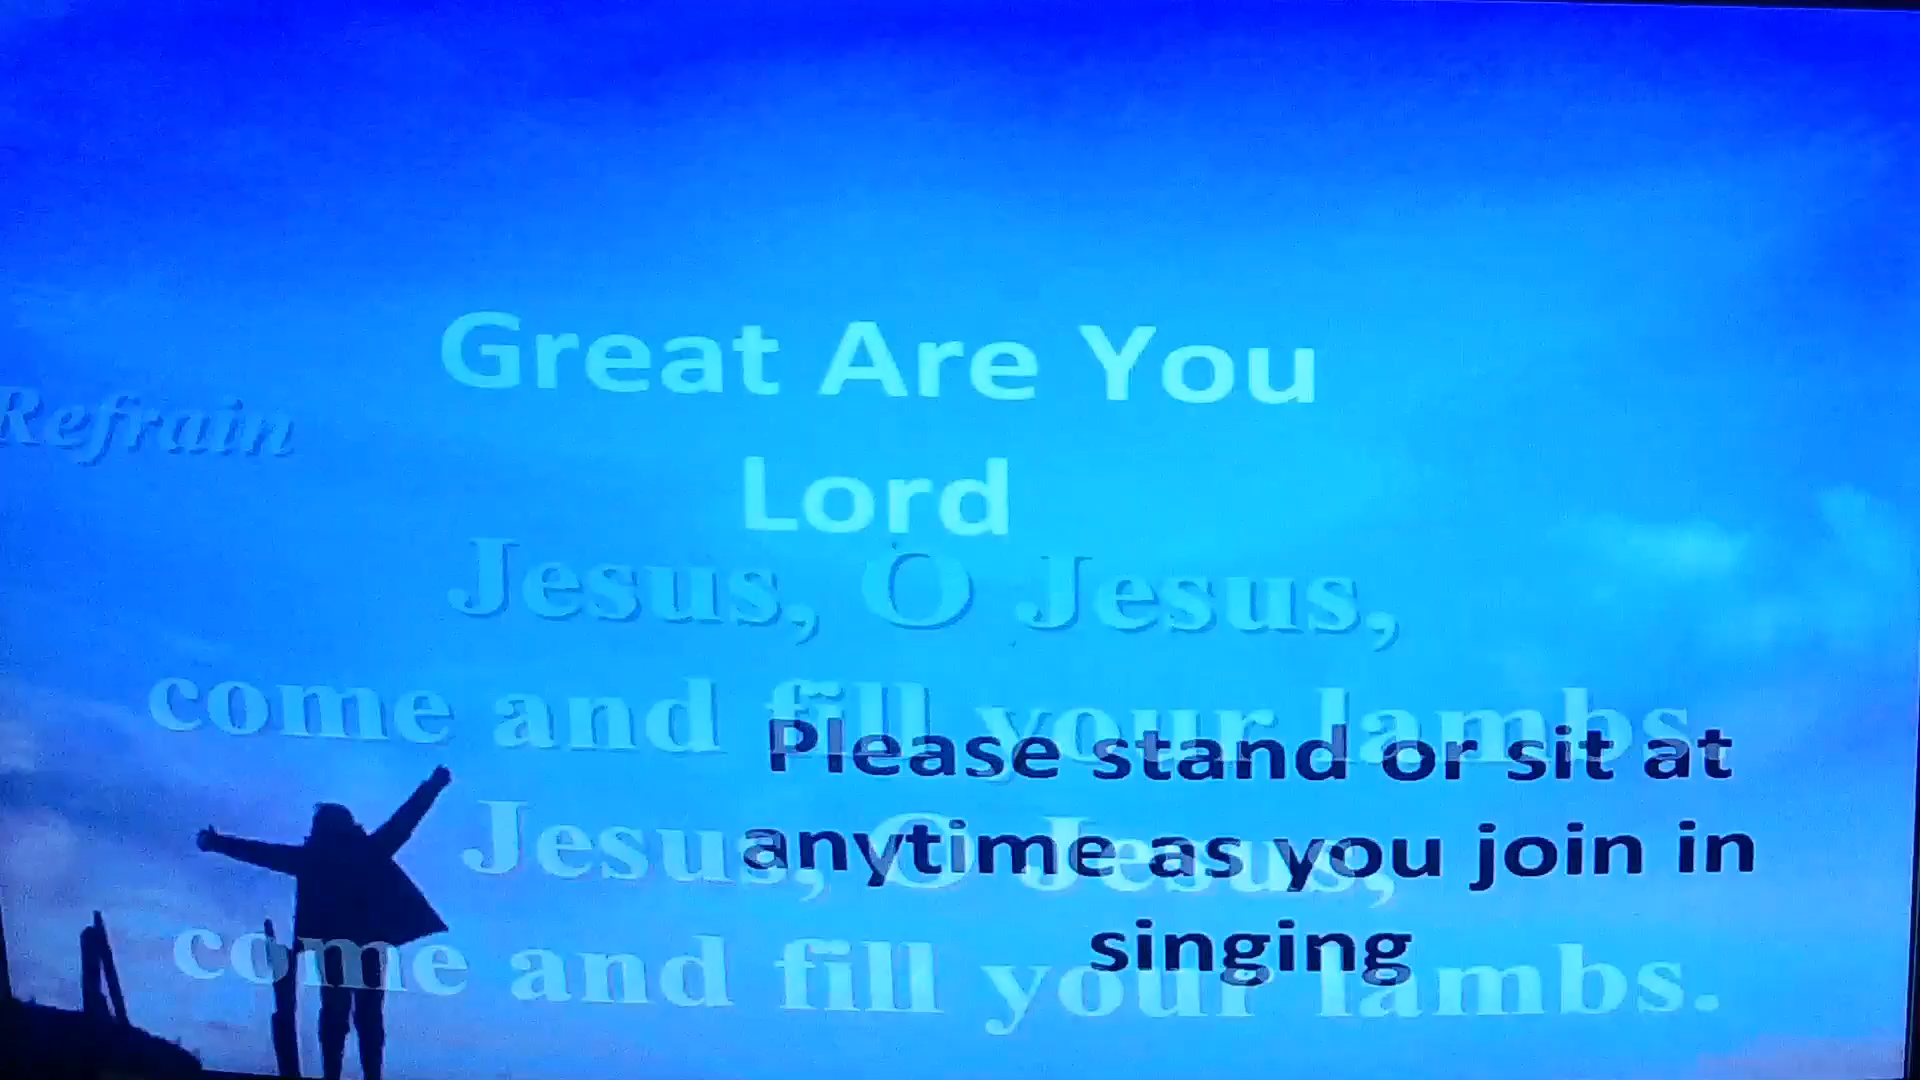 Great Are You
Lord
Refrain
Jesus, O Jesus,
come and fill your lambs.
Jesus, O Jesus,
come and fill your lambs.
Please stand or sit at
anytime as you join in
singing